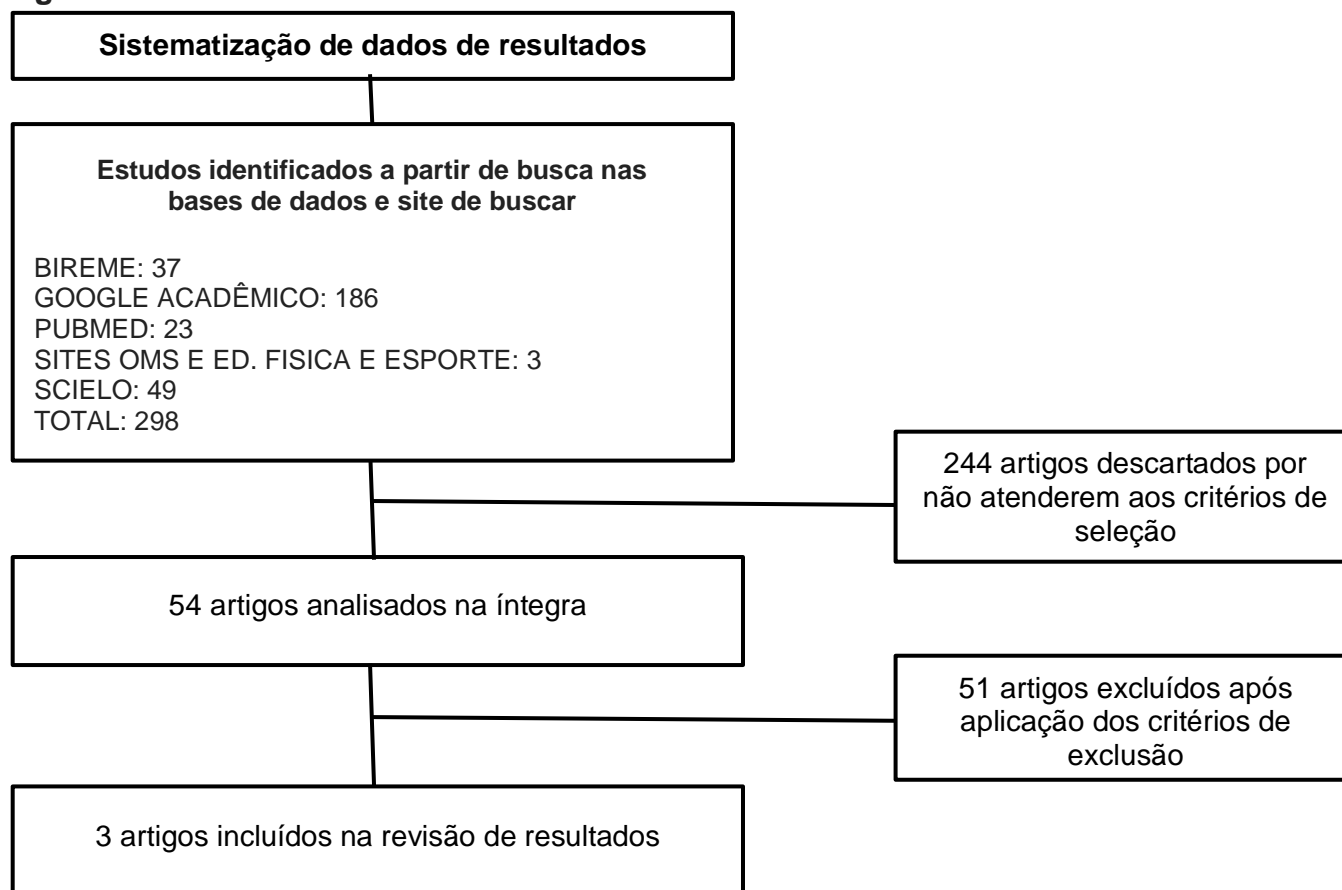 Sistematização de dados de resultados
Estudos identificados a partir de busca nas
bases de dados e site de buscar
BIREME: 37
GOOGLE ACADÊMICO: 186
PUBMED: 23
SITES OMS E ED. FISICA E ESPORTE: 3
SCIELO: 49
TOTAL: 298
244 artigos descartados por
não atenderem aos critérios de
seleção
54 artigos analisados na íntegra
51 artigos excluídos após
aplicação dos critérios de
exclusão
3 artigos incluídos na revisão de resultados